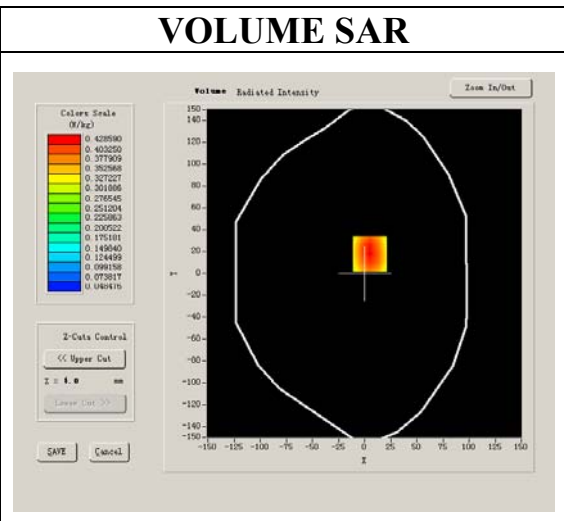 VOLUME SAR
Volume Radiated Intensity
Zoom In/Out
Colors Scale
(W/kg)
0.428590
0.403250
0.377909
0.352568
0.327227
0.301886
0.276545
0.251204
0.225863
0.200522
0.175181
0.149840
0.124499
0.099158
0.073817
0.048476
150
140
120
100
80
60
40
20
0
-20
-40
-60
-80
-100
-120
-140
-150
Y
-150 -125 -100 -75 -50 -25 0 25 50 75 100 125 150
X
Z-Cuts Control
<< Upper Cut
Z = 4.0 mm
Lower Cut >>
SAVE Cancel